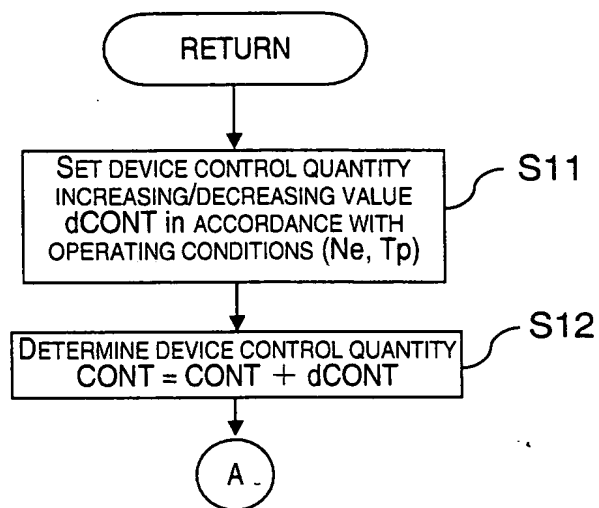 RETURN
SET DEVICE CONTROL QUANTITY
INCREASING/DECREASING VALUE
dCONT in ACCORDANCE WITH
OPERATING CONDITIONS (Ne, Tp)
S11
DETERMINE DEVICE CONTROL QUANTITY
CONT = CONT + dCONT
S12
A